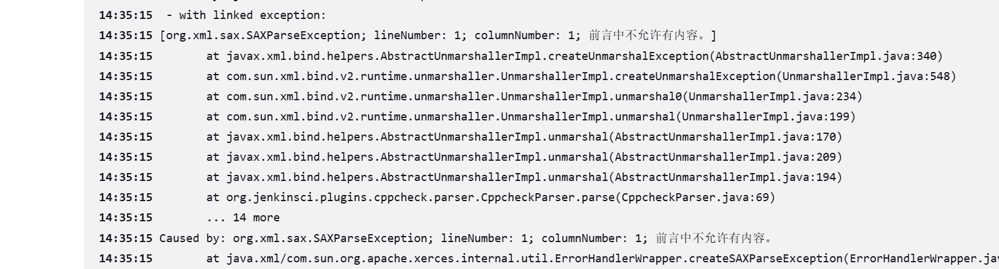 14:35:15  - with linked exception:
14:35:15 [org.xml.sax.SAXParseException; lineNumber: 1; columnNumber: 1; 前言中不允许有内容。]
14:35:15 	at javax.xml.bind.helpers.AbstractUnmarshallerImpl.createUnmarshalException(AbstractUnmarshallerImpl.java:340)
14:35:15 	at com.sun.xml.bind.v2.runtime.unmarshaller.UnmarshallerImpl.createUnmarshalException(UnmarshallerImpl.java:548)
14:35:15 	at com.sun.xml.bind.v2.runtime.unmarshaller.UnmarshallerImpl.unmarshal0(UnmarshallerImpl.java:234)
14:35:15 	at com.sun.xml.bind.v2.runtime.unmarshaller.UnmarshallerImpl.unmarshal(UnmarshallerImpl.java:199)
14:35:15 	at javax.xml.bind.helpers.AbstractUnmarshallerImpl.unmarshal(AbstractUnmarshallerImpl.java:170)
14:35:15 	at javax.xml.bind.helpers.AbstractUnmarshallerImpl.unmarshal(AbstractUnmarshallerImpl.java:209)
14:35:15 	at javax.xml.bind.helpers.AbstractUnmarshallerImpl.unmarshal(AbstractUnmarshallerImpl.java:194)
14:35:15 	at org.jenkinsci.plugins.cppcheck.parser.CppcheckParser.parse(CppcheckParser.java:69)
14:35:15 	... 14 more
14:35:15 Caused by: org.xml.sax.SAXParseException; lineNumber: 1; columnNumber: 1; 前言中不允许有内容。
14:35:15 	at java.xml/com.sun.org.apache.xerces.internal.util.ErrorHandlerWrapper.createSAXParseException(ErrorHandlerWrapper.jav